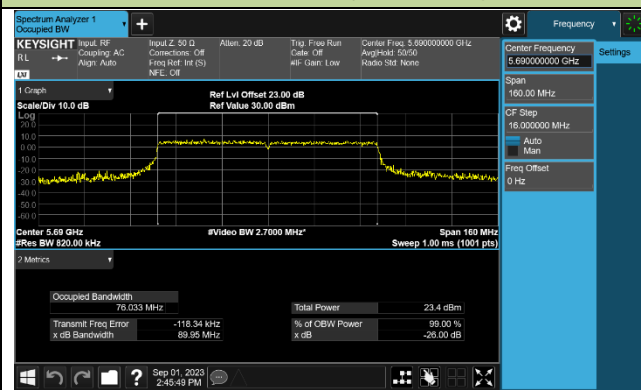 Spectrum Analyzer 1
Occupied BW
Frequency
KEYSIGHT
RL
LXI
Input: RF
Coupling: AC
Align: Auto
Input Z: 50 Ω
Corrections: Off
Freq Ref: Int (S)
NFE: Off
Atten: 20 dB
Trig: Free Run
Gate: Off
#IF Gain: Low
Center Freq: 5.690000000 GHz
Avg|Hold: 50/50
Radio Std: None
Center Frequency
5.690000000 GHz
Settings
Span
160.00 MHz
CF Step
16.000000 MHz
Auto
Man
Freq Offset
0 Hz
1 Graph
Scale/Div 10.0 dB
Ref Lvl Offset 23.00 dB
Ref Value 30.00 dBm
Log
20.0
10.0
0.00
-10.0
-20.0
-30.0
-40.0
-50.0
-60.0
Center 5.69 GHz
#Video BW 2.7000 MHz*
Span 160 MHz
#Res BW 820.00 kHz
Sweep 1.00 ms (1001 pts)
2 Metrics
Occupied Bandwidth
76.033 MHz
Total Power
23.4 dBm
Transmit Freq Error
-118.34 kHz
% of OBW Power
99.00 %
x dB Bandwidth
89.95 MHz
x dB
-26.00 dB
?
Sep 01, 2023
2:45:49 PM